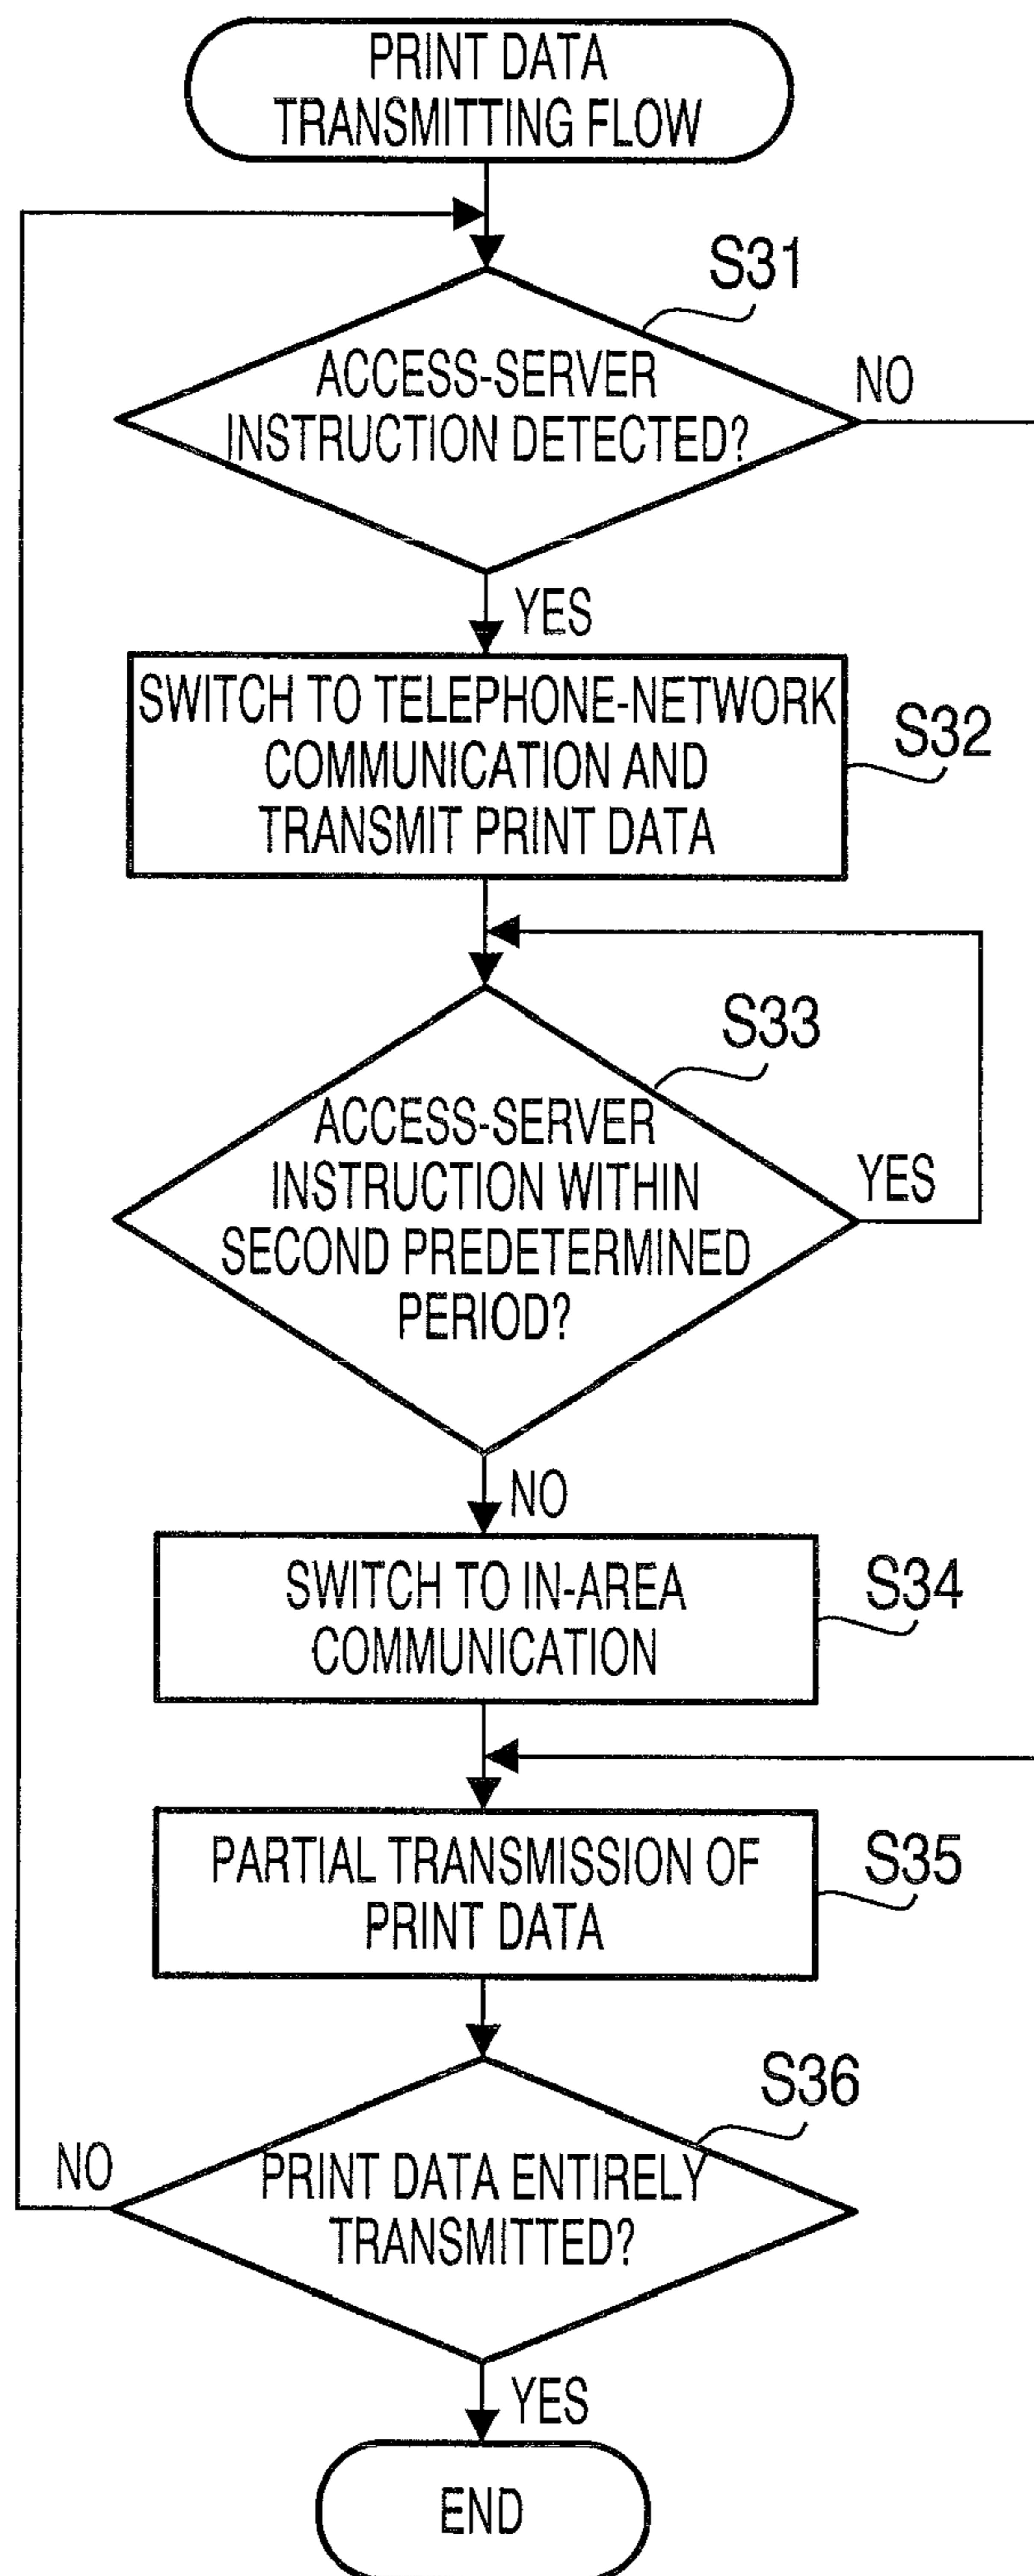 PRINT DATA
TRANSMITTING FLOW
S31
ACCESS-SERVER
INSTRUCTION DETECTED?
NO
YES
SWITCH TO TELEPHONE-NETWORK
COMMUNICATION AND
TRANSMIT PRINT DATA
S32
S33
ACCESS-SERVER
INSTRUCTION WITHIN
SECOND PREDETERMINED
PERIOD?
YES
NO
SWITCH TO IN-AREA
COMMUNICATION
S34
PARTIAL TRANSMISSION OF
PRINT DATA
S35
S36
PRINT DATA ENTIRELY
TRANSMITTED?
NO
YES
END